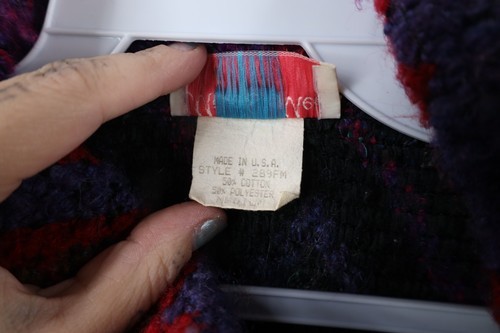 MADE IN U.S.A.
STYLE # 289FM
50% COTTON
50% POLYESTER